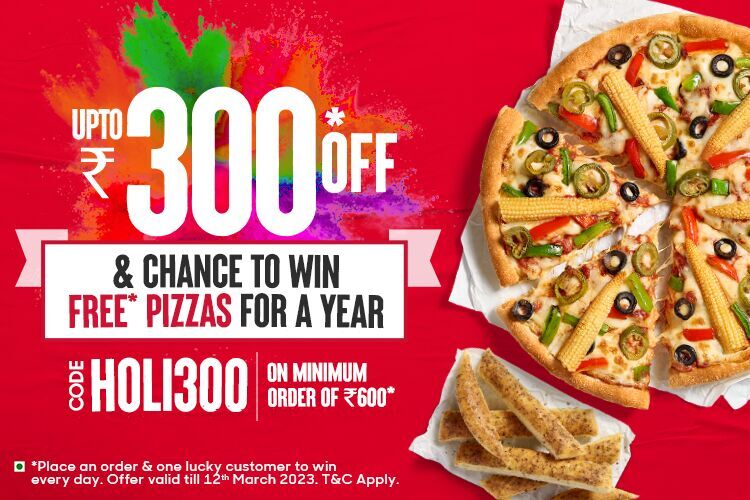 UPTO
₹300*OFF
& CHANCE TO WIN
FREE* PIZZAS FOR A YEAR
CODE HOLI300
ON MINIMUM
ORDER OF ₹600*
*Place an order & one lucky customer to win
every day. Offer valid till 12th March 2023. T&C Apply.